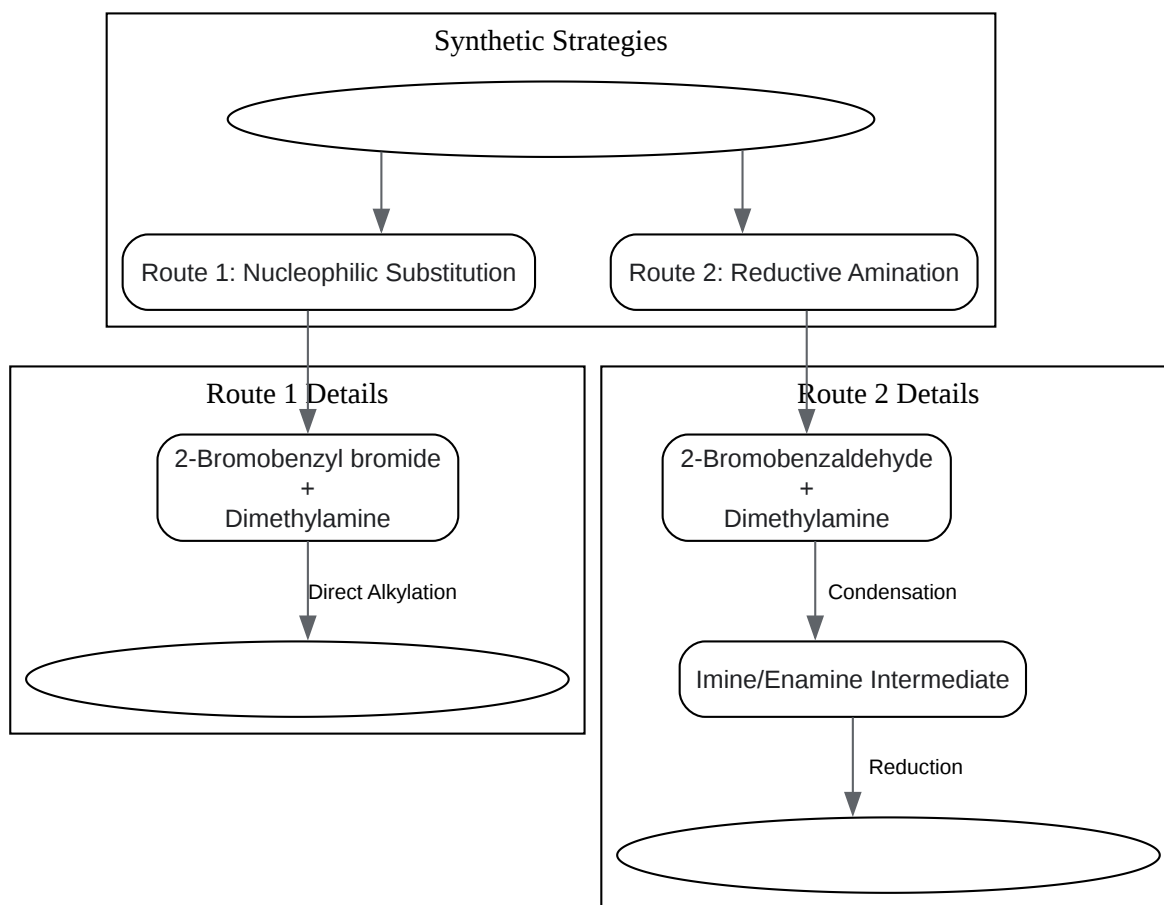 Synthetic Strategies
Route 1: Nucleophilic Substitution
Route 2: Reductive Amination
Route 1 Details
2-Bromobenzyl bromide
+
Dimethylamine
Direct Alkylation
Route 2 Details
2-Bromobenzaldehyde
+
Dimethylamine
Condensation
Imine/Enamine Intermediate
Reduction